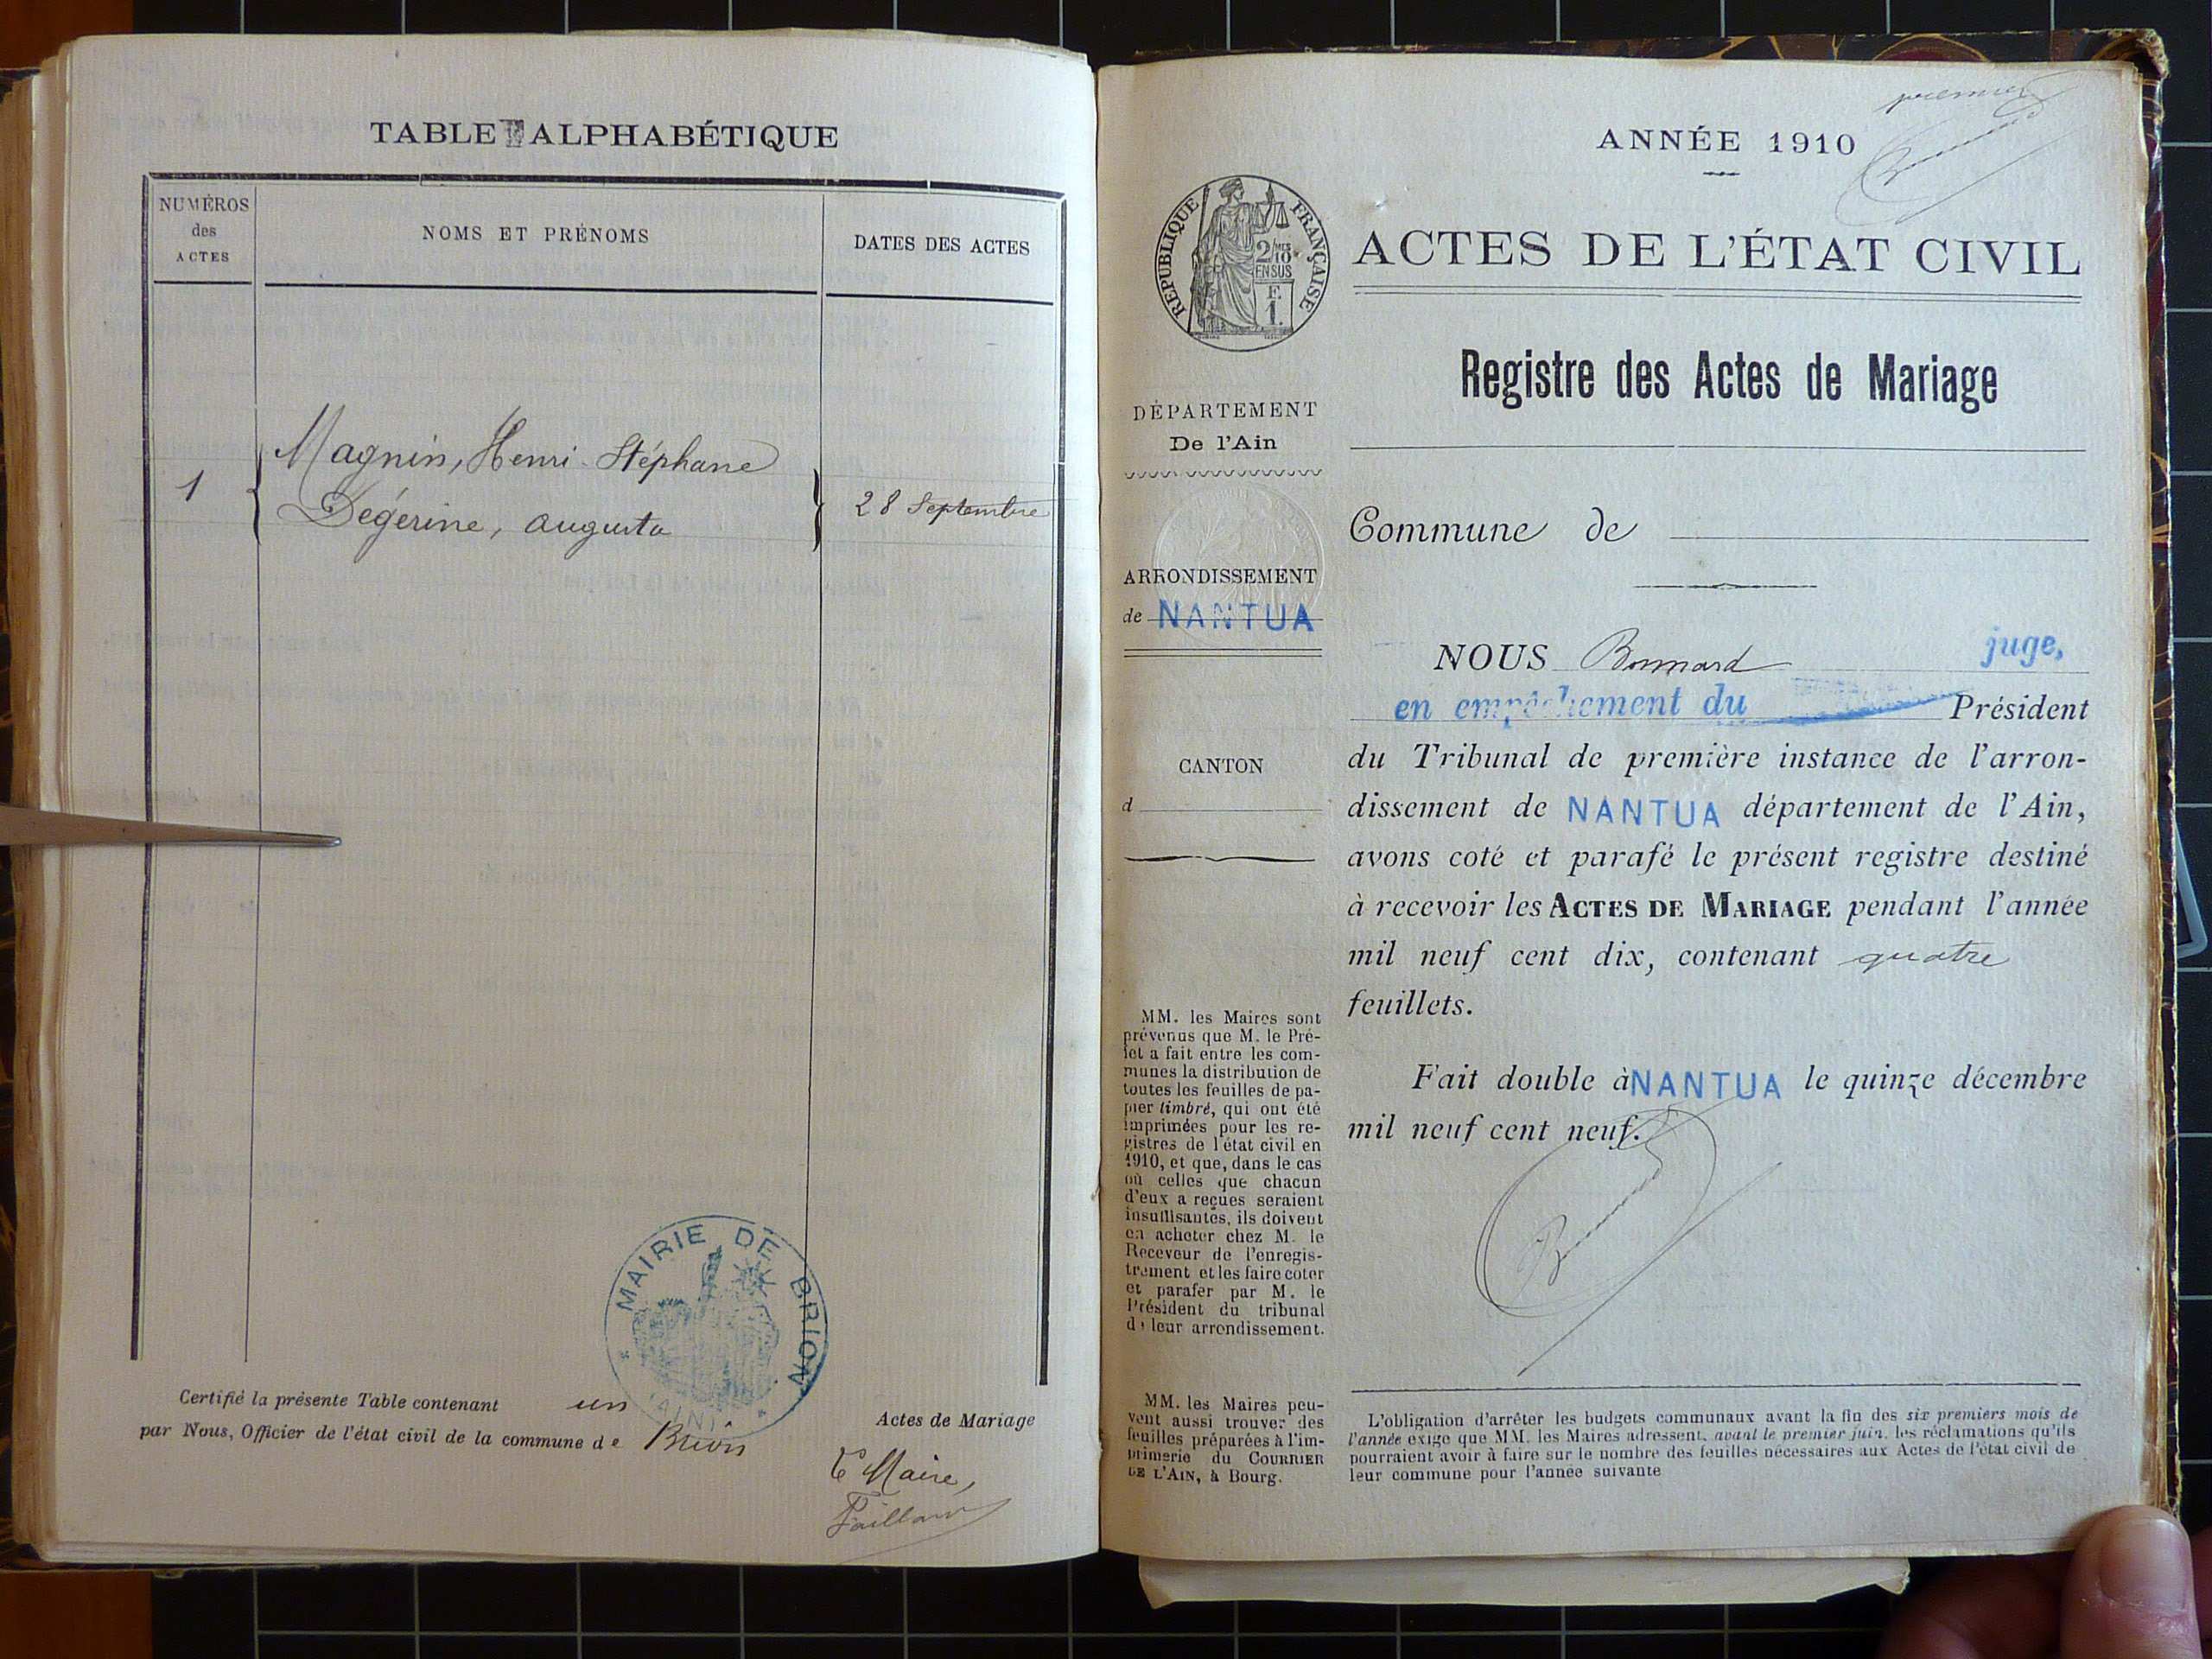 TABLE ALPHABÉTIQUE
NUMÉROS
des
ACTES
NOMS ET PRÉNOMS
DATES DES ACTES
1
Magnin, Henri Stéphane
Dégerine, augusta
28 Septembre
MAIRIE DE BRION
(AIN)
Certifié la présente Table contenant un Actes de Mariage
par Nous, Officier de l'état civil de la commune de Brion
Le Maire,
premier
ANNÉE 1910
RÉPUBLIQUE FRANÇAISE
2/MES
10
EN SUS
F.
1.
ACTES DE L'ÉTAT CIVIL
Registre des Actes de Mariage
DÉPARTEMENT
De l'Ain
ARRONDISSEMENT
de NANTUA
CANTON
d
MM. les Maires sont
prévenus que M. le Pré-
fet a fait entre les com-
munes la distribution de
toutes les feuilles de pa-
pier timbré, qui ont été
imprimées pour les re-
gistres de l'état civil en
1910, et que, dans le cas
où celles que chacun
d'eux a reçues seraient
insuffisantes, ils doivent
en acheter chez M. le
Receveur de l'enregis-
trement et les faire coter
et parafer par M. le
Président du tribunal
de leur arrondissement.
MM. les Maires peu-
vent aussi trouver des
feuilles préparées à l'im-
primerie du COURRIER
DE L'AIN, à Bourg.
Commune de
NOUS Bonnard juge,
en empêchement du Président
du Tribunal de première instance de l'arron-
dissement de NANTUA département de l'Ain,
avons coté et parafé le présent registre destiné
à recevoir les ACTES DE MARIAGE pendant l'année
mil neuf cent dix, contenant quatre
feuillets.
Fait double à NANTUA le quinze décembre
mil neuf cent neuf.
L'obligation d'arrêter les budgets communaux avant la fin des six premiers mois de
l'année exige que MM. les Maires adressent, avant le premier juin, les réclamations qu'ils
pourraient avoir à faire sur le nombre des feuilles nécessaires aux Actes de l'état civil de
leur commune pour l'année suivante